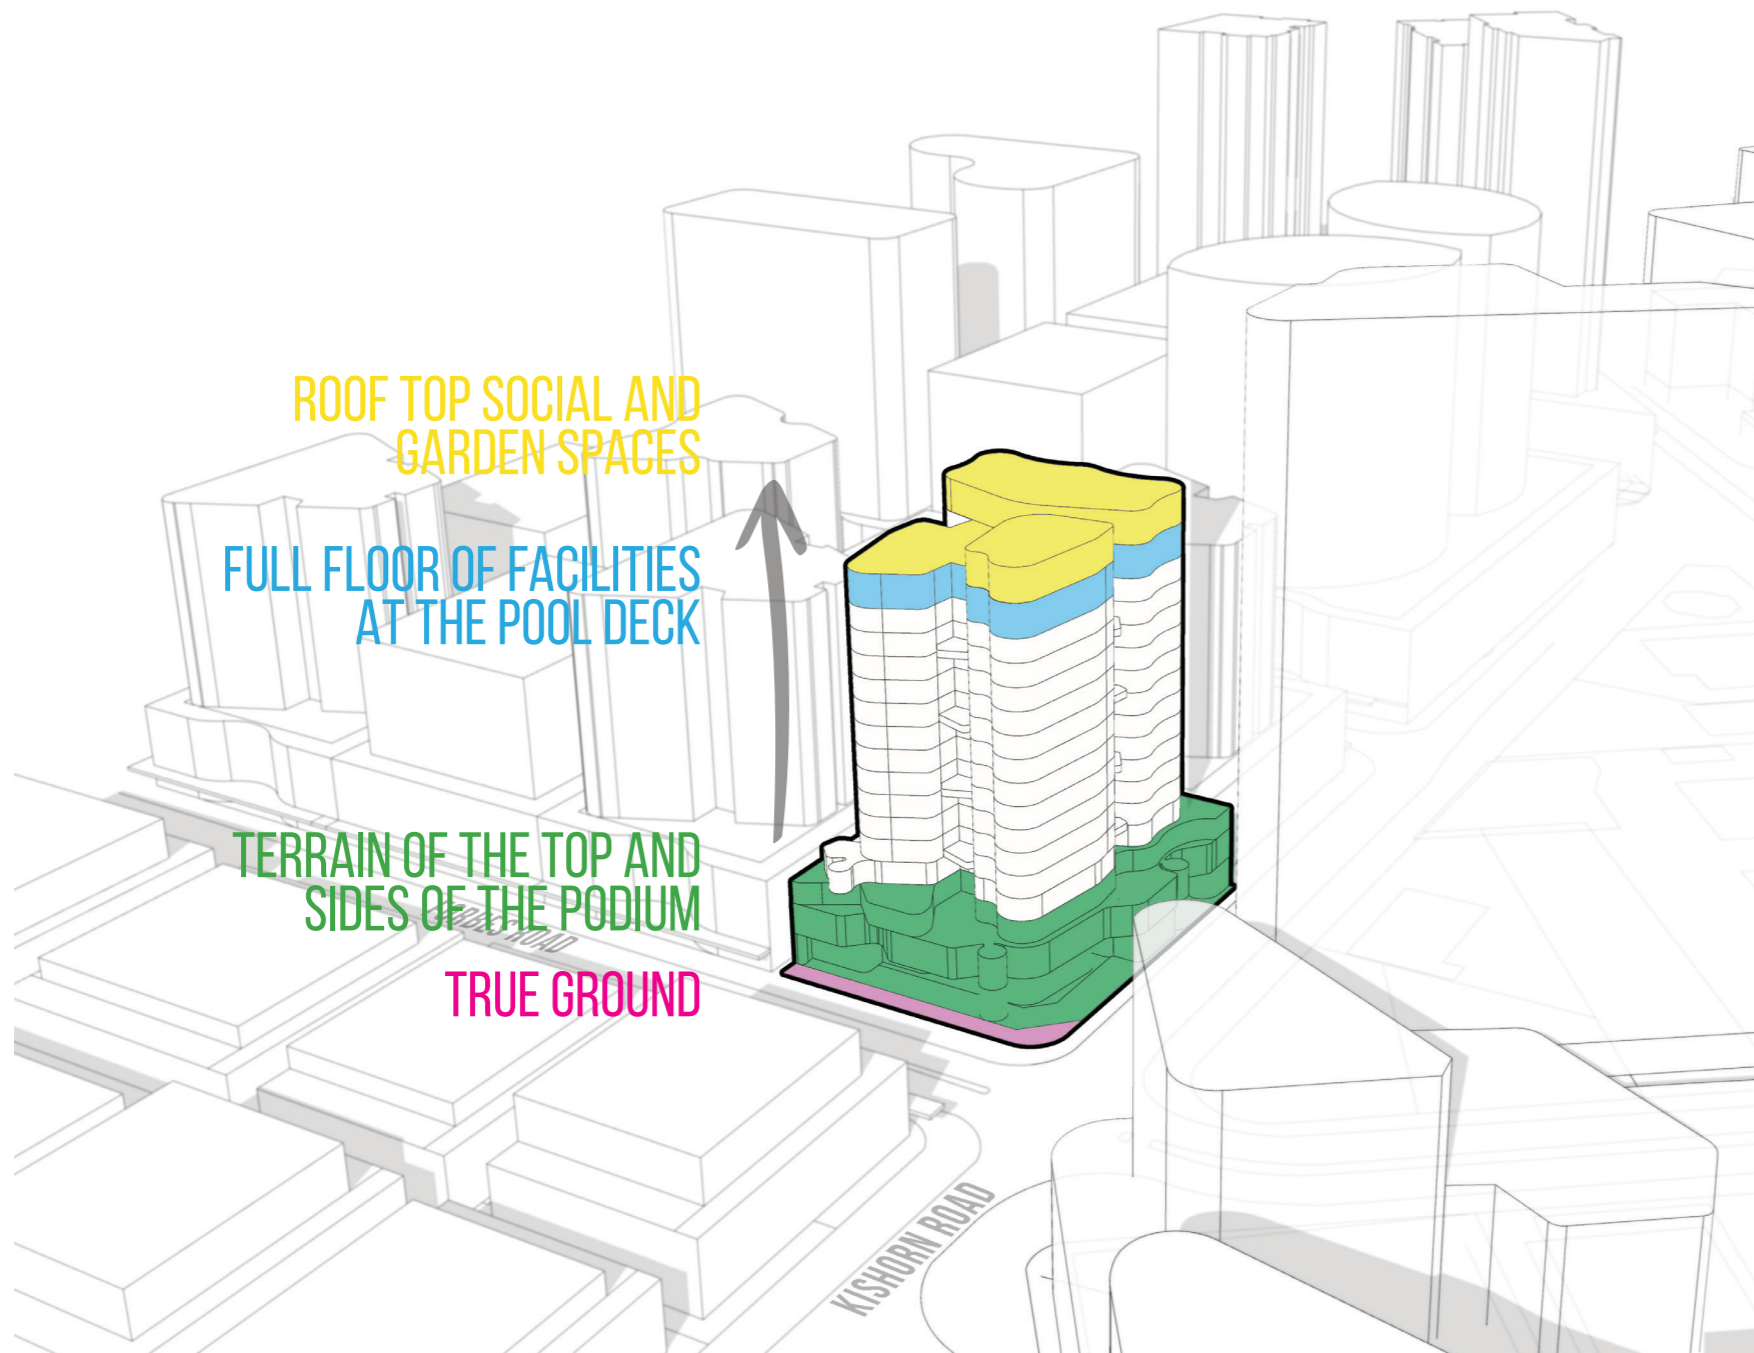 ROOF TOP SOCIAL AND
GARDEN SPACES
FULL FLOOR OF FACILITIES
AT THE POOL DECK
TERRAIN OF THE TOP AND
SIDES OF THE PODIUM
ROAD
TRUE GROUND
KISHORN ROAD